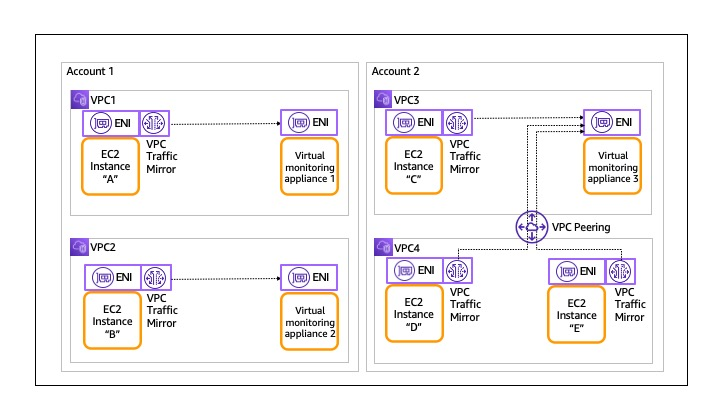 Account 1
VPC1
ENI
VPC
Traffic
Mirror
EC2
Instance
“A”
ENI
Virtual
monitoring
appliance 1
VPC2
ENI
VPC
Traffic
Mirror
EC2
Instance
“B”
ENI
Virtual
monitoring
appliance 2
Account 2
VPC3
ENI
VPC
Traffic
Mirror
EC2
Instance
“C”
ENI
Virtual
monitoring
appliance 3
VPC Peering
VPC4
ENI
VPC
Traffic
Mirror
EC2
Instance
“D”
ENI
VPC
Traffic
Mirror
EC2
Instance
“E”